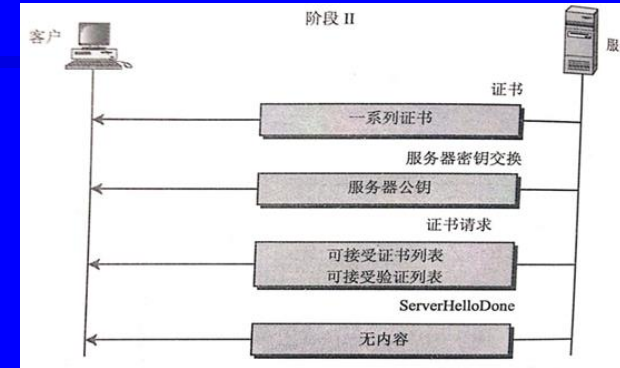 阶段 II
客户
服
证书
一系列证书
服务器密钥交换
服务器公钥
证书请求
可接受证书列表
可接受验证列表
ServerHelloDone
无内容